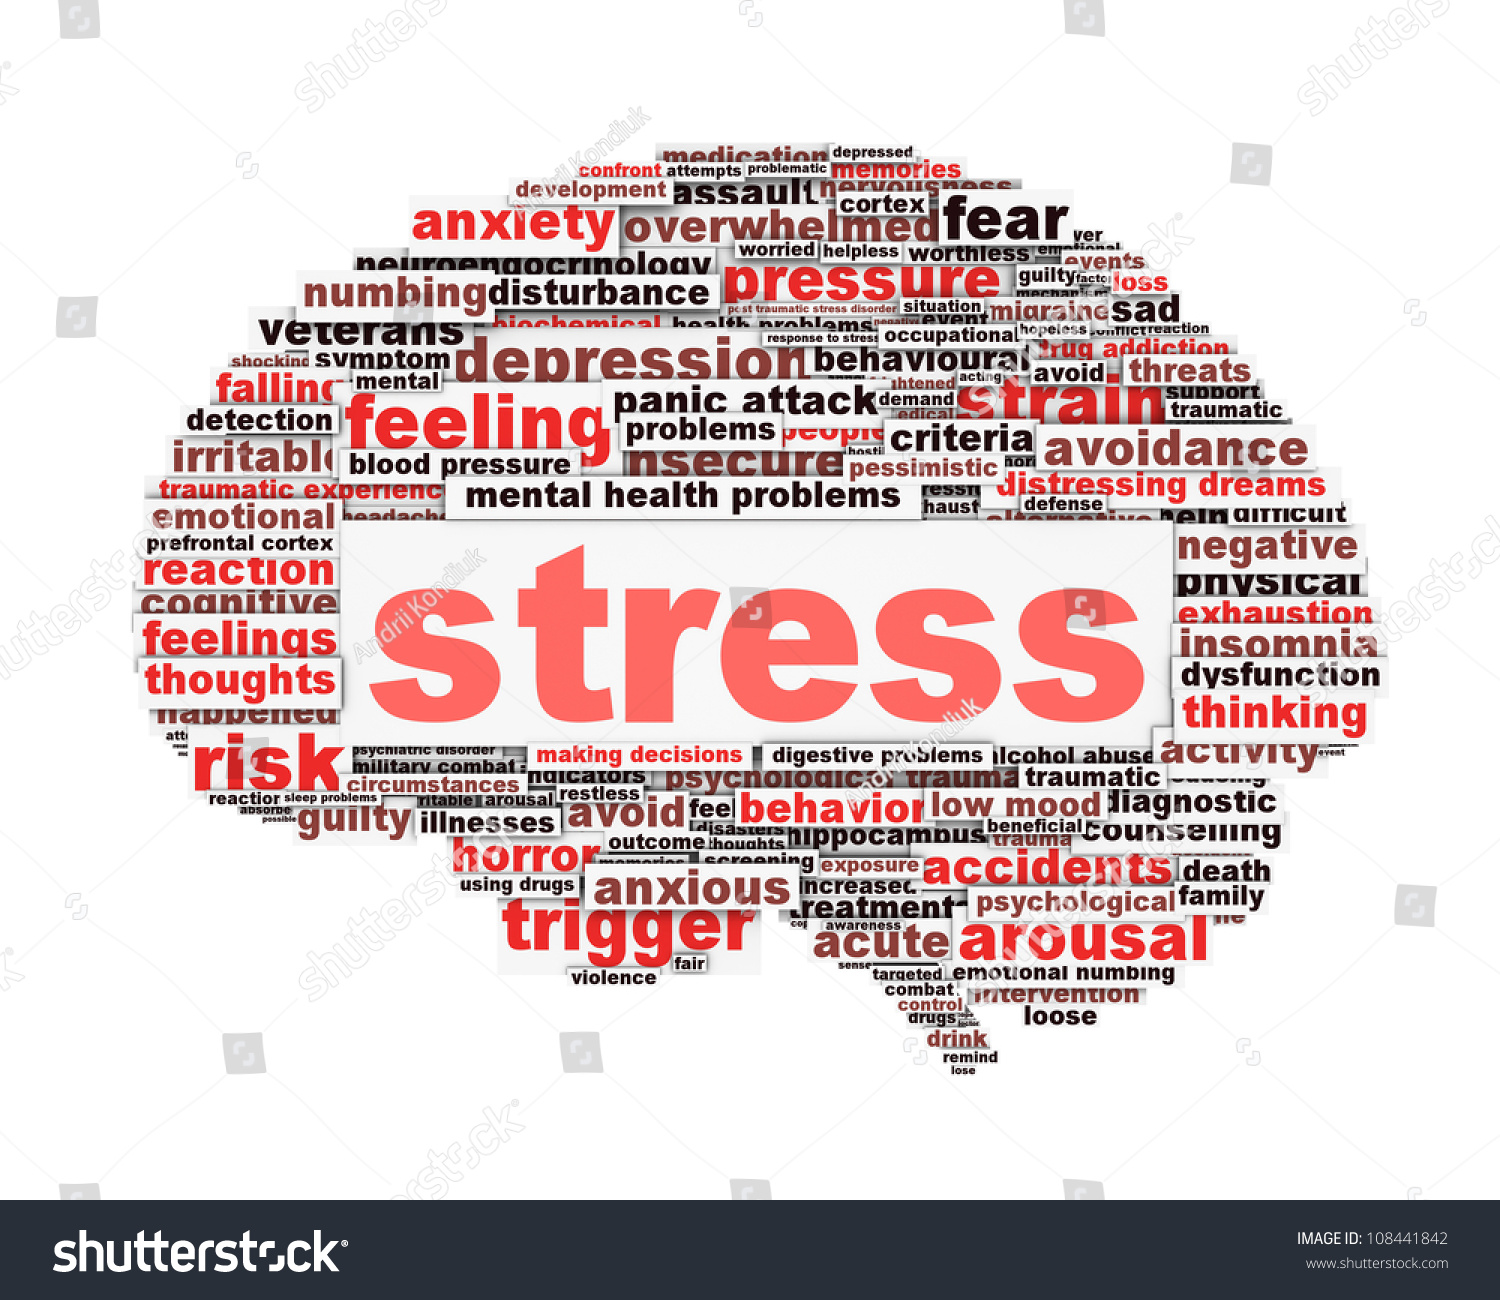 medication depressed
confront attempts problematic memories
development assault nervousness
anxiety overwhelmed cortex fear
worried helpless worthless emotional
neuroendocrinology pressure guilty events
numbing disturbance loss
post traumatic stress disorder situation migraine sad
veterans biochemical health problems event hopeless conflict reaction
response to stress occupational
shocking symptom depression behavioural drug addiction
falling mental acting avoid threats
panic attack demand strain support
detection feeling problems people criteria traumatic
irritable blood pressure insecure pessimistic avoidance
traumatic experience mental health problems distressing dreams
emotional headache defense
alternative help difficult
prefrontal cortex negative
reaction physical
cognitive exhaustion
feelings stress insomnia
thoughts dysfunction
happened thinking
risk psychiatric disorder making decisions digestive problems alcohol abuse activity event
military combat indicators psychological trauma traumatic
circumstances restless
reaction sleep problems arousal avoid feel behavior low mood diagnostic
absorbe
possible guilty illnesses disasters hippocampus beneficial counselling
outcome thoughts trauma
horror memories screening exposure accidents death
using drugs anxious increased psychological family
trigger treatment awareness acute arousal
violence fair sense targeted emotional numbing
combat intervention
control
drugs loose
drink
remind
lose
shutterstock
Andrii Kondiuk
shutterstock
IMAGE ID: 108441842
www.shutterstock.com